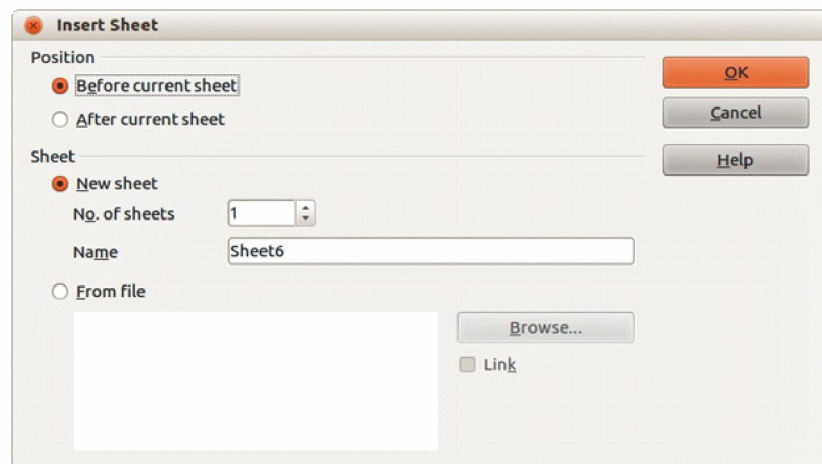 Insert Sheet
Position
Before current sheet
After current sheet
OK
Cancel
Help
Sheet
New sheet
No. of sheets 1
Name Sheet6
From file
Browse...
Link